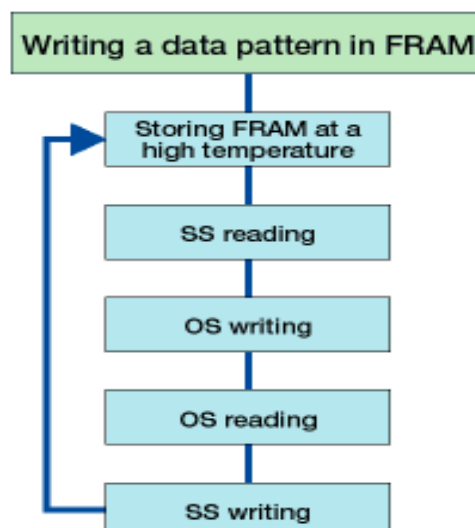 Writing a data pattern in FRAM
Storing FRAM at a
high temperature
SS reading
OS writing
OS reading
SS writing